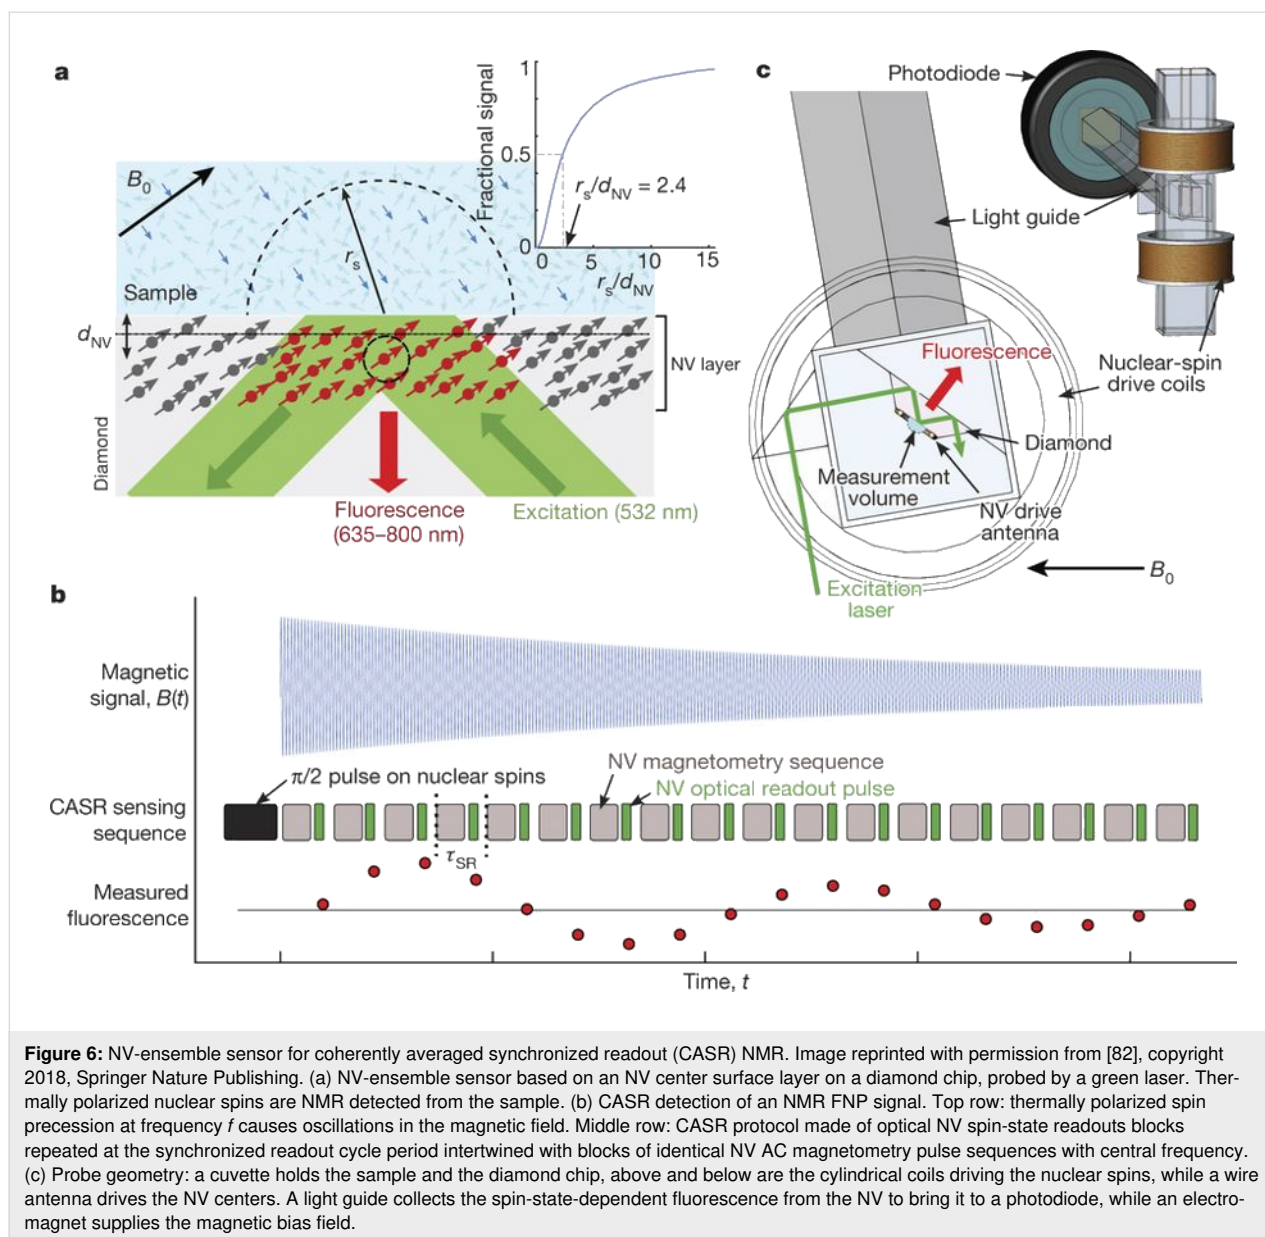 a
B0
rs
Sample
dNV
NV layer
Diamond
Fluorescence
(635–800 nm)
Excitation (532 nm)
Fractional signal
1
0.5
0
rs/dNV = 2.4
0 5 10 15
rs/dNV
c
Photodiode
Light guide
Nuclear-spin
drive coils
Fluorescence
Diamond
Measurement
volume
NV drive
antenna
Excitation
laser
B0
b
Magnetic
signal, B(t)
π/2 pulse on nuclear spins
NV magnetometry sequence
NV optical readout pulse
CASR sensing
sequence
τSR
Measured
fluorescence
Time, t
Figure 6: NV-ensemble sensor for coherently averaged synchronized readout (CASR) NMR. Image reprinted with permission from [82], copyright
2018, Springer Nature Publishing. (a) NV-ensemble sensor based on an NV center surface layer on a diamond chip, probed by a green laser. Ther-
mally polarized nuclear spins are NMR detected from the sample. (b) CASR detection of an NMR FNP signal. Top row: thermally polarized spin
precession at frequency f causes oscillations in the magnetic field. Middle row: CASR protocol made of optical NV spin-state readouts blocks
repeated at the synchronized readout cycle period intertwined with blocks of identical NV AC magnetometry pulse sequences with central frequency.
(c) Probe geometry: a cuvette holds the sample and the diamond chip, above and below are the cylindrical coils driving the nuclear spins, while a wire
antenna drives the NV centers. A light guide collects the spin-state-dependent fluorescence from the NV to bring it to a photodiode, while an electro-
magnet supplies the magnetic bias field.